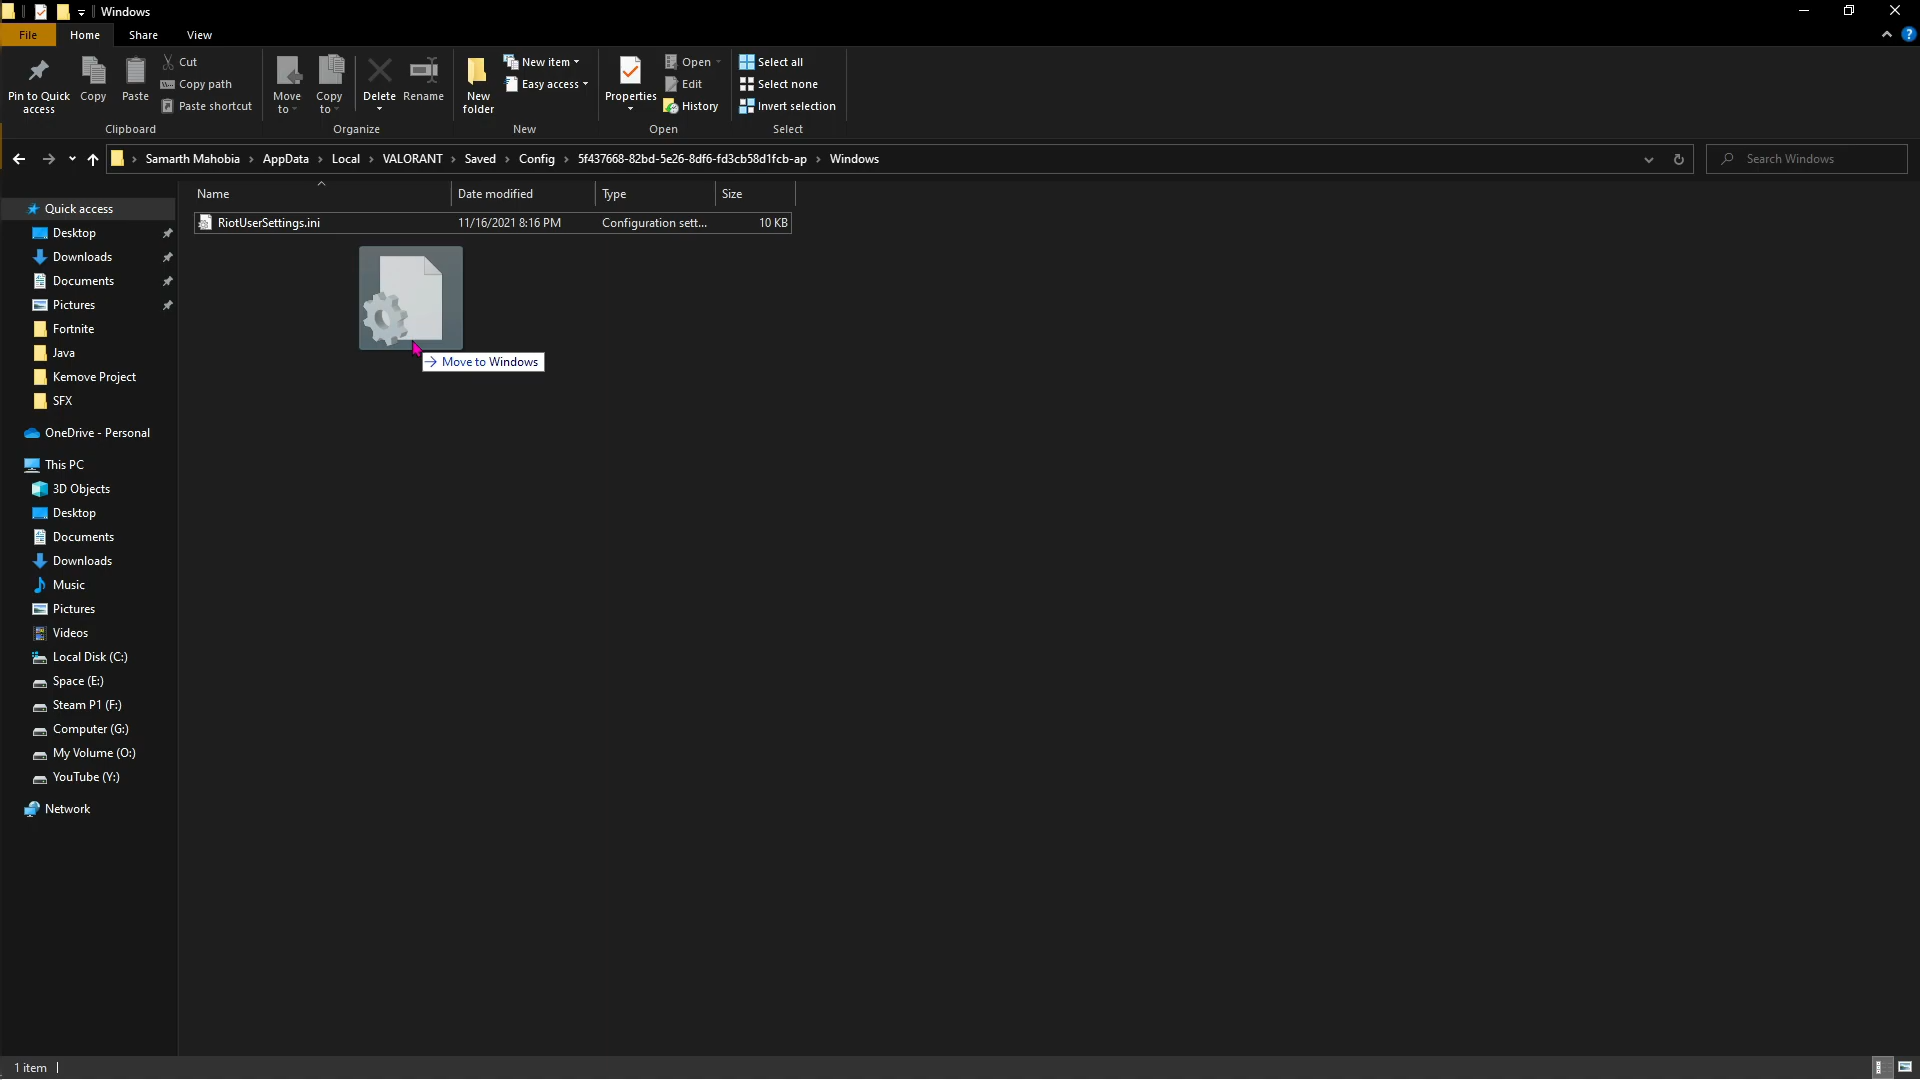 Windows
File Home Share View
Pin to Quick access
Copy
Paste
Cut
Copy path
Paste shortcut
Clipboard
Move to
Copy to
Delete
Rename
Organize
New folder
New item
Easy access
New
Properties
Open
Edit
History
Open
Select all
Select none
Invert selection
Select
Samarth Mahobia › AppData › Local › VALORANT › Saved › Config › 5f437668-82bd-5e26-8df6-fd3cb58d1fcb-ap › Windows
Search Windows
Name Date modified Type Size
RiotUserSettings.ini 11/16/2021 8:16 PM Configuration sett... 10 KB
Move to Windows
Quick access
Desktop
Downloads
Documents
Pictures
Fortnite
Java
Kemove Project
SFX
OneDrive - Personal
This PC
3D Objects
Desktop
Documents
Downloads
Music
Pictures
Videos
Local Disk (C:)
Space (E:)
Steam P1 (F:)
Computer (G:)
My Volume (O:)
YouTube (Y:)
Network
1 item